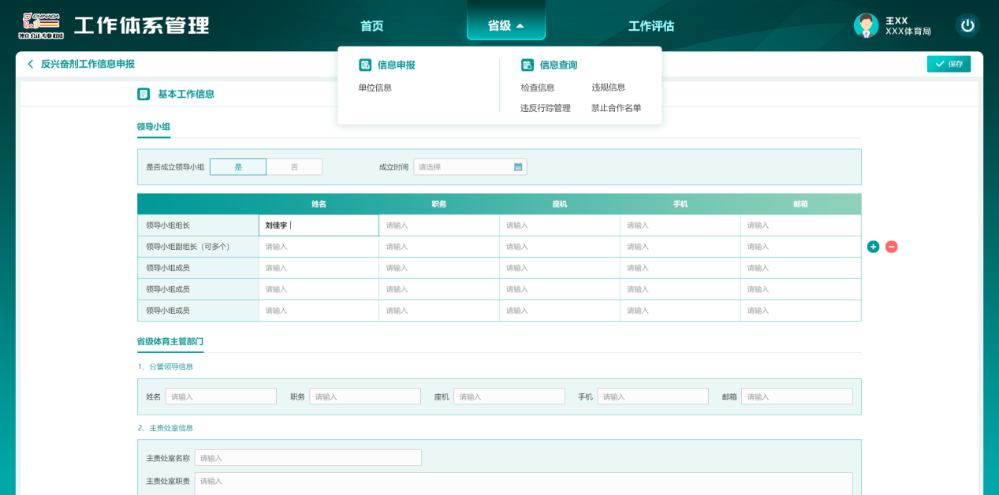 CHINADA
独立 公正 专业 权威
工作体系管理
首页
省级
工作评估
王XX
XXX体育局
反兴奋剂工作信息申报
保存
信息申报
单位信息
信息查询
检查信息 违规信息
违反行踪管理 禁止合作名单
基本工作信息
领导小组
是否成立领导小组 是 否 成立时间 请选择
姓名 职务 座机 手机 邮箱
领导小组组长 刘佳宇 请输入 请输入 请输入 请输入
领导小组副组长（可多个） 请输入 请输入 请输入 请输入 请输入
领导小组成员 请输入 请输入 请输入 请输入 请输入
领导小组成员 请输入 请输入 请输入 请输入 请输入
领导小组成员 请输入 请输入 请输入 请输入 请输入
省级体育主管部门
1、分管领导信息
姓名 请输入 职务 请输入 座机 请输入 手机 请输入 邮箱 请输入
2、主责处室信息
主责处室名称 请输入
主责处室职责 请输入